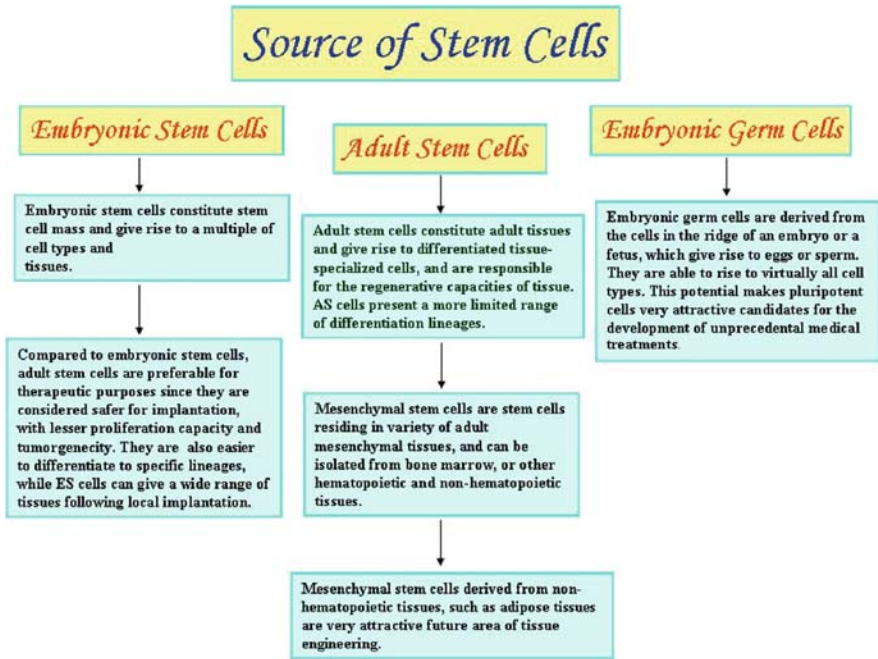 Source of Stem Cells
Embryonic Stem Cells
Embryonic stem cells constitute stem
cell mass and give rise to a multiple of
cell types and
tissues.
Compared to embryonic stem cells,
adult stem cells are preferable for
therapeutic purposes since they are
considered safer for implantation,
with lesser proliferation capacity and
tumorgenecity. They are also easier
to differentiate to specific lineages,
while ES cells can give a wide range of
tissues following local implantation.
Adult Stem Cells
Adult stem cells constitute adult tissues
and give rise to differentiated tissue-
specialized cells, and are responsible
for the regenerative capacities of tissue.
AS cells present a more limited range
of differentiation lineages.
Mesenchymal stem cells are stem cells
residing in variety of adult
mesenchymal tissues, and can be
isolated from bone marrow, or other
hematopoietic and non-hematopoietic
tissues.
Mesenchymal stem cells derived from non-
hematopoietic tissues, such as adipose tissues
are very attractive future area of tissue
engineering.
Embryonic Germ Cells
Embryonic germ cells are derived from
the cells in the ridge of an embryo or a
fetus, which give rise to eggs or sperm.
They are able to rise to virtually all cell
types. This potential makes pluripotent
cells very attractive candidates for the
development of unprecedental medical
treatments.